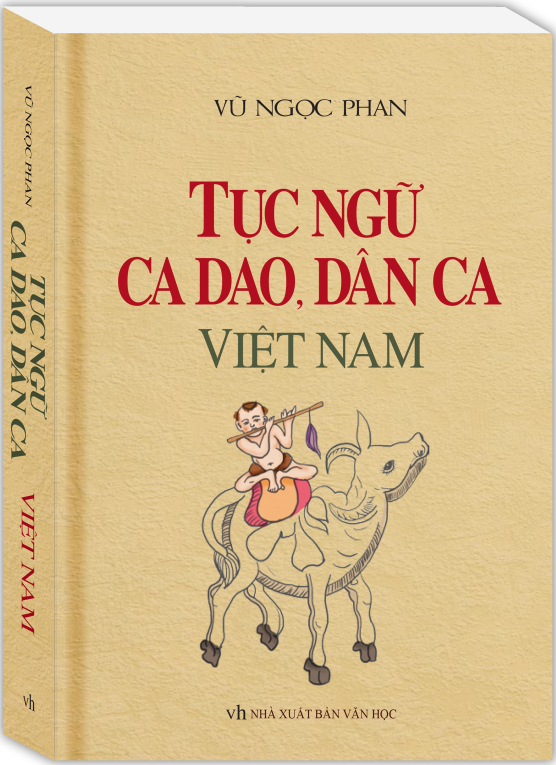 VŨ NGỌC PHAN
TỤC NGỮ
CA DAO, DÂN CA
VIỆT NAM
vh NHÀ XUẤT BẢN VĂN HỌC
VŨ NGỌC PHAN
TỤC NGỮ
CA DAO, DÂN CA
VIỆT NAM
vh